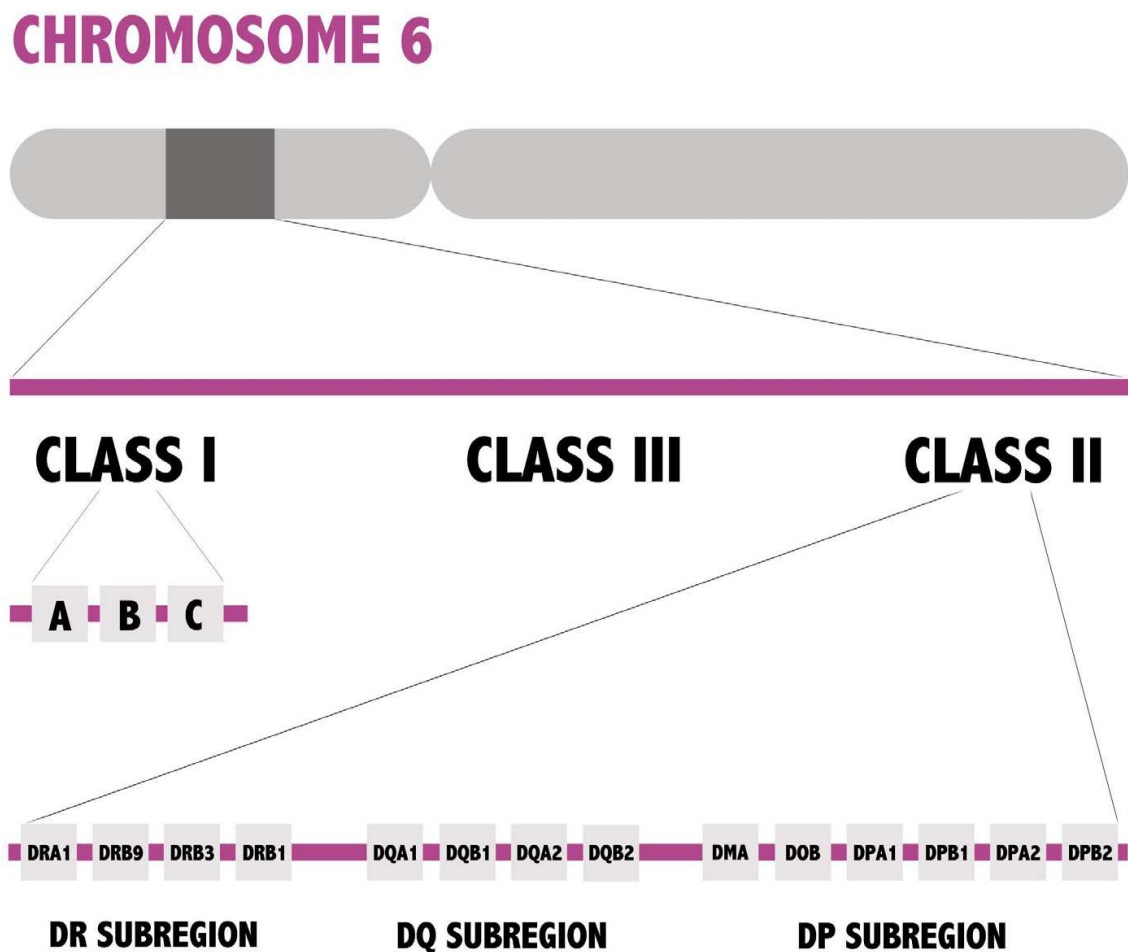 CHROMOSOME 6
CLASS I CLASS III CLASS II
A B C
DRA1 DRB9 DRB3 DRB1 DQA1 DQB1 DQA2 DQB2 DMA DOB DPA1 DPB1 DPA2 DPB2
DR SUBREGION DQ SUBREGION DP SUBREGION